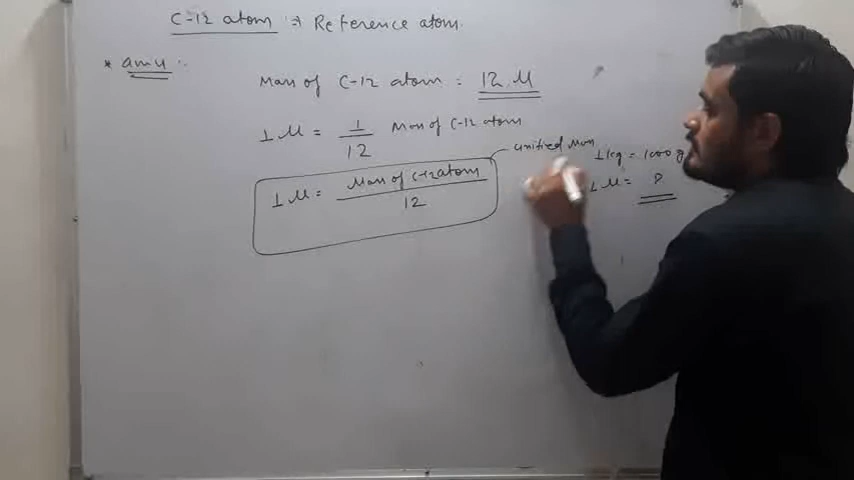 C-12 atom → Reference atom
* amu :-
Mass of C-12 atom = 12 u
1 u = 1/12 Mass of C-12 atom
1 u = Mass of C-12 atom / 12
unified Mass
1 kg = 1000 g
1 u = ?